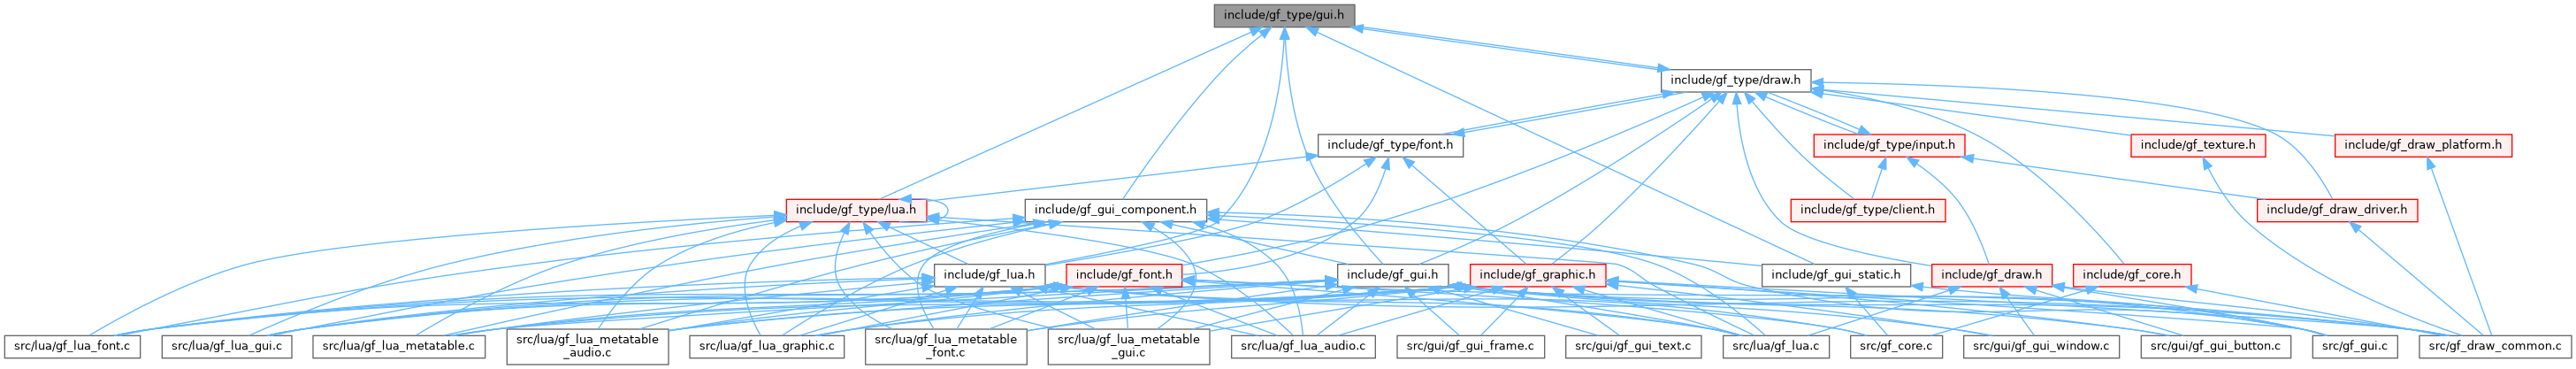 include/gf_type/gui.h
include/gf_type/draw.h
include/gf_type/font.h
include/gf_type/input.h
include/gf_texture.h
include/gf_draw_platform.h
include/gf_type/lua.h
include/gf_gui_component.h
include/gf_type/client.h
include/gf_draw_driver.h
include/gf_lua.h
include/gf_font.h
include/gf_gui.h
include/gf_graphic.h
include/gf_gui_static.h
include/gf_draw.h
include/gf_core.h
src/lua/gf_lua_font.c
src/lua/gf_lua_gui.c
src/lua/gf_lua_metatable.c
src/lua/gf_lua_metatable
_audio.c
src/lua/gf_lua_graphic.c
src/lua/gf_lua_metatable
_font.c
src/lua/gf_lua_metatable
_gui.c
src/lua/gf_lua_audio.c
src/gui/gf_gui_frame.c
src/gui/gf_gui_text.c
src/lua/gf_lua.c
src/gf_core.c
src/gui/gf_gui_window.c
src/gui/gf_gui_button.c
src/gf_gui.c
src/gf_draw_common.c